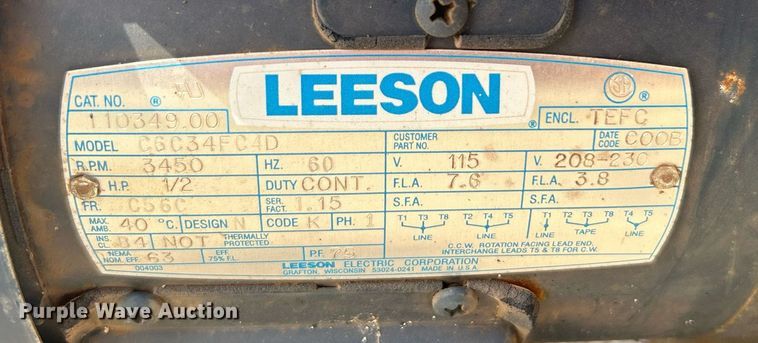 LEESON
CAT. NO. 110349.00
ENCL. TEFC
MODEL C6C34FC4D
CUSTOMER PART NO.
DATE CODE C00B
R.P.M. 3450 HZ. 60 V. 115 V. 208-230
H.P. 1/2 DUTY CONT. F.L.A. 7.6 F.L.A. 3.8
FR. C56C SER. FACT. 1.15 S.F.A. S.F.A.
MAX. AMB. 40 °C. DESIGN N CODE K PH. 1
T1 T3 T8 T2 T4 T5 T1 T2 T3 T8 T4 T5
LINE LINE LINE TAPE LINE
INS. CL. B4 NOT THERMALLY PROTECTED
C.C.W. ROTATION FACING LEAD END.
INTERCHANGE LEADS T5 & T8 FOR C.W.
NEMA NOM. EFF. 63 EFF. 75% F.L. P.F. 75
004003
LEESON ELECTRIC CORPORATION
GRAFTON, WISCONSIN 53024-0241 MADE IN U.S.A.
Purple Wave Auction